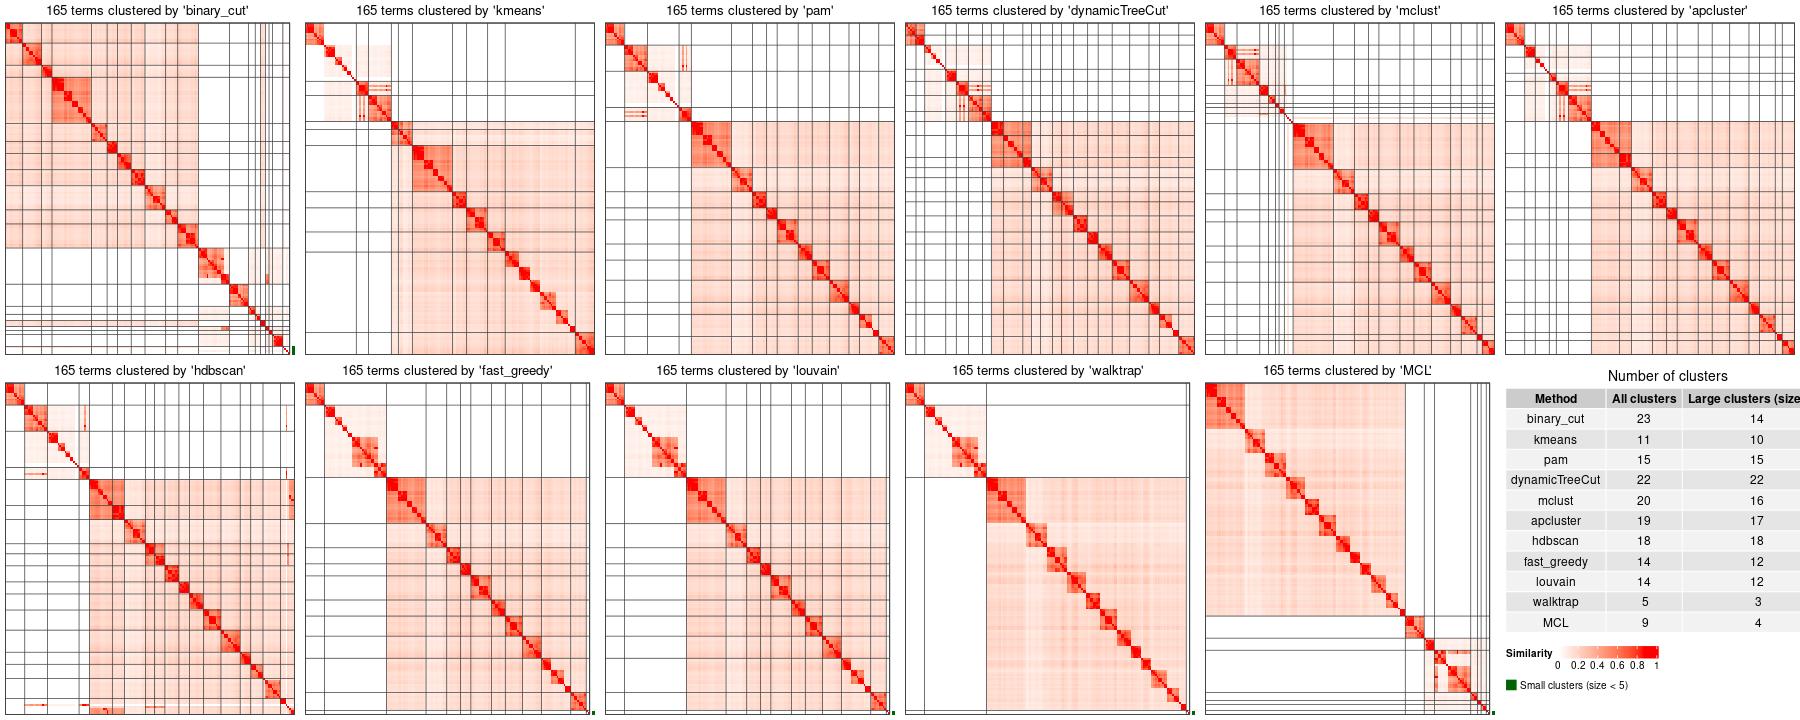 165 terms clustered by 'binary_cut'
165 terms clustered by 'kmeans'
165 terms clustered by 'pam'
165 terms clustered by 'dynamicTreeCut'
165 terms clustered by 'mclust'
165 terms clustered by 'apcluster'
165 terms clustered by 'hdbscan'
165 terms clustered by 'fast_greedy'
165 terms clustered by 'louvain'
165 terms clustered by 'walktrap'
165 terms clustered by 'MCL'
Number of clusters
Method All clusters Large clusters (size
binary_cut 23 14
kmeans 11 10
pam 15 15
dynamicTreeCut 22 22
mclust 20 16
apcluster 19 17
hdbscan 18 18
fast_greedy 14 12
louvain 14 12
walktrap 5 3
MCL 9 4
Similarity
0 0.2 0.4 0.6 0.8 1
Small clusters (size < 5)